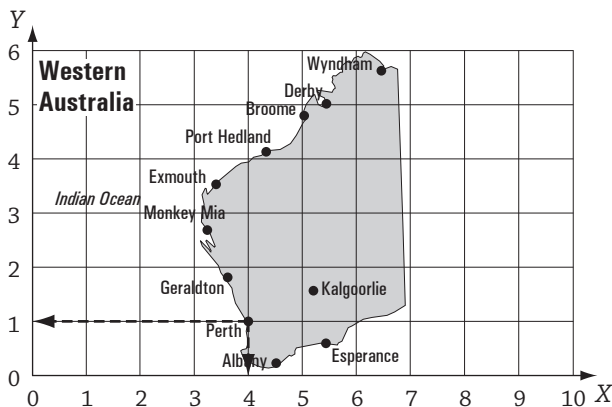 Y
6
Western
Australia
Wyndham
Derby
5
Broome
Port Hedland
4
Exmouth
Indian Ocean
3
Monkey Mia
2
Geraldton
Kalgoorlie
1
Perth
Esperance
Albany
0
0 1 2 3 4 5 6 7 8 9 10 X